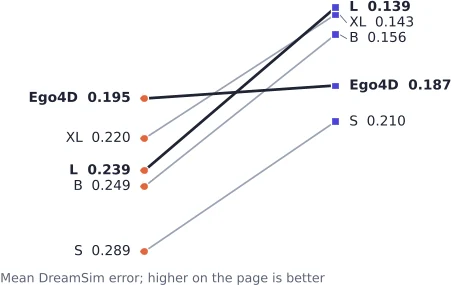 L 0.139
XL 0.143
B 0.156
Ego4D 0.195
Ego4D 0.187
XL 0.220
S 0.210
L 0.239
B 0.249
S 0.289
Mean DreamSim error; higher on the page is better